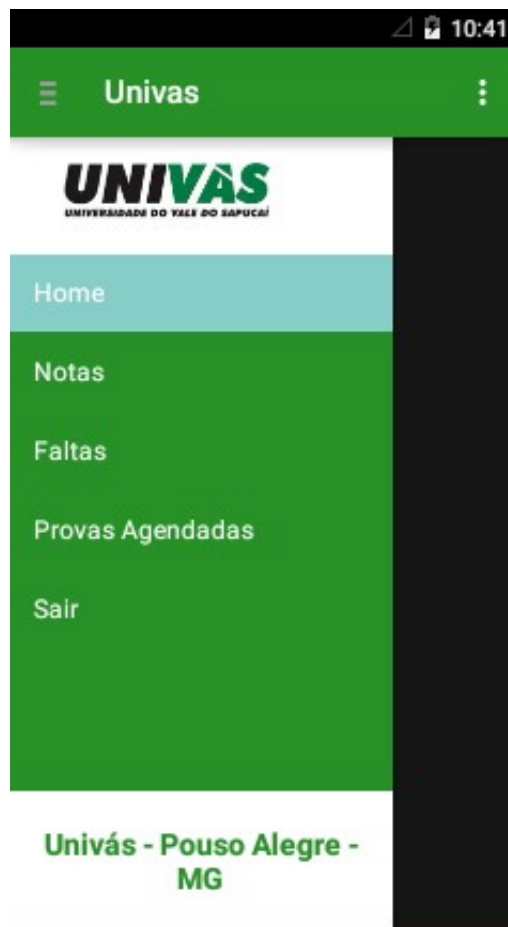 10:41
Univas
UNIVÁS
UNIVERSIDADE DO VALE DO SAPUCAÍ
Home
Notas
Faltas
Provas Agendadas
Sair
Univás - Pouso Alegre -
MG